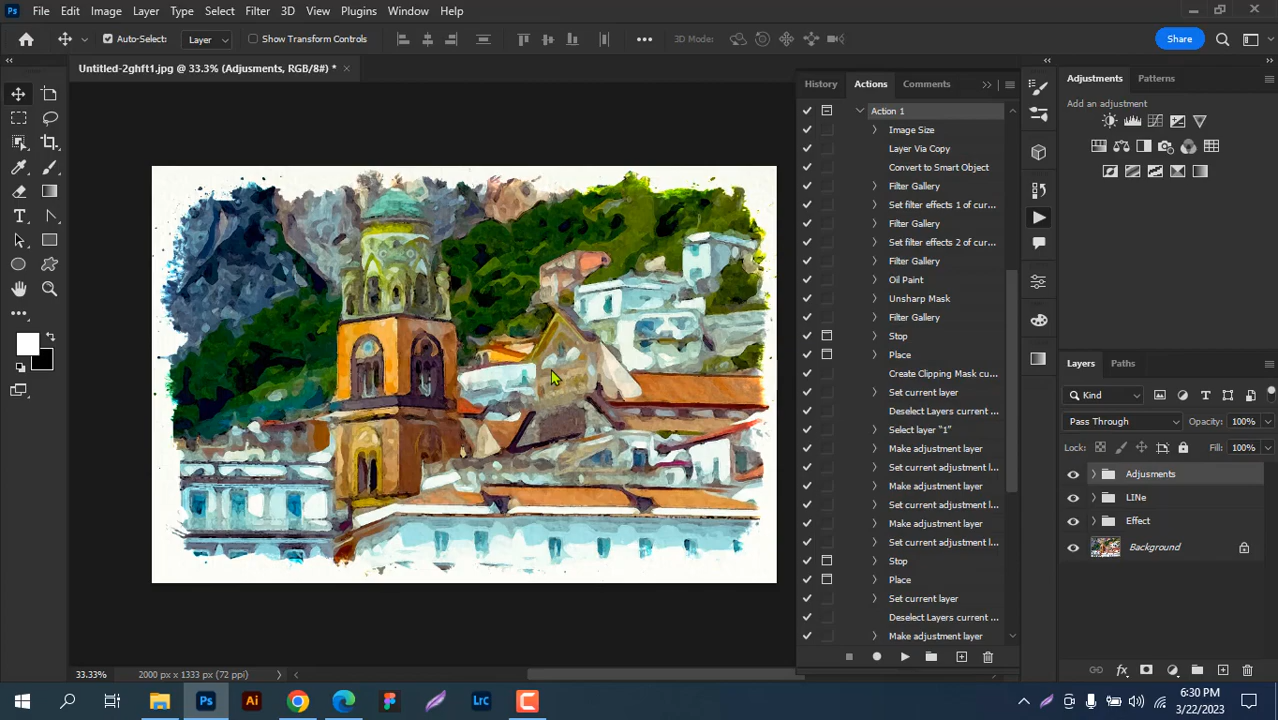 Ps File Edit Image Layer Type Select Filter 3D View Plugins Window Help
Auto-Select: Layer Show Transform Controls 3D Mode: Share
Untitled-2ghft1.jpg @ 33.3% (Adjusments, RGB/8#) *
History Actions Comments
Adjustments Patterns
Add an adjustment
Action 1
Image Size
Layer Via Copy
Convert to Smart Object
Filter Gallery
Set filter effects 1 of cur...
Filter Gallery
Set filter effects 2 of cur...
Filter Gallery
Oil Paint
Unsharp Mask
Filter Gallery
Stop
Place
Create Clipping Mask cu...
Set current layer
Deselect Layers current ...
Select layer "1"
Make adjustment layer
Set current adjustment l...
Make adjustment layer
Set current adjustment l...
Make adjustment layer
Set current adjustment l...
Stop
Place
Set current layer
Deselect Layers current ...
Make adjustment layer
Layers Paths
Kind
Pass Through Opacity: 100%
Lock: Fill: 100%
Adjusments
LINe
Effect
Background
33.33% 2000 px x 1333 px (72 ppi)
Ps Ai LrC
6:30 PM
3/22/2023